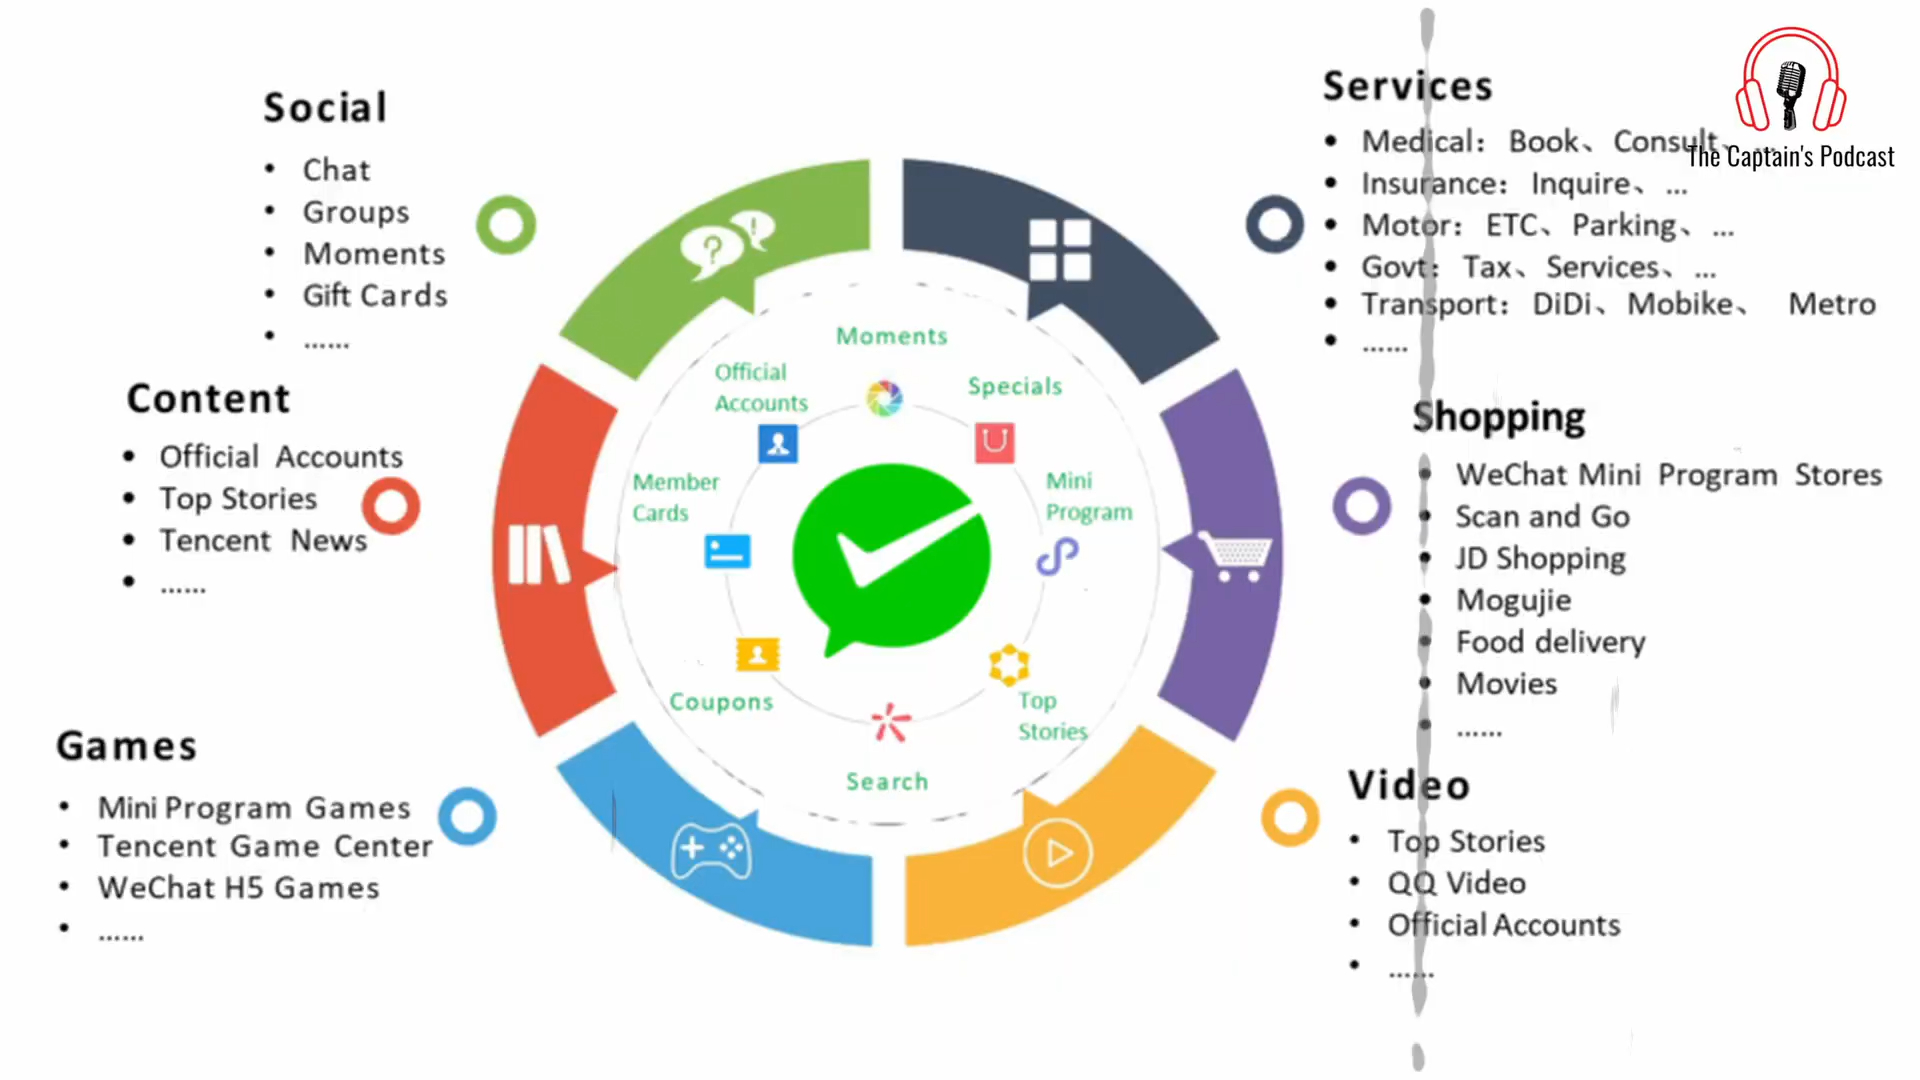 Social
• Chat
• Groups
• Moments
• Gift Cards
• ......
Content
• Official Accounts
• Top Stories
• Tencent News
• ......
Games
• Mini Program Games
• Tencent Game Center
• WeChat H5 Games
• ......
Moments
Official
Accounts
Specials
Member
Cards
Mini
Program
Coupons
Top
Stories
Search
Services
• Medical：Book、Consult、...
• Insurance：Inquire、...
• Motor：ETC、Parking、...
• Govt：Tax、Services、...
• Transport：DiDi、Mobike、 Metro
• ......
Shopping
• WeChat Mini Program Stores
• Scan and Go
• JD Shopping
• Mogujie
• Food delivery
• Movies
• ......
Video
• Top Stories
• QQ Video
• Official Accounts
• ......
The Captain's Podcast